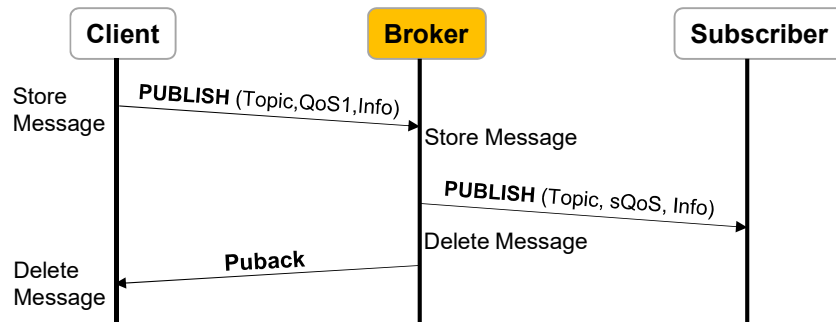 Client
Broker
Subscriber
Store
Message
PUBLISH (Topic,QoS1,Info)
Store Message
PUBLISH (Topic, sQoS, Info)
Delete Message
Puback
Delete
Message